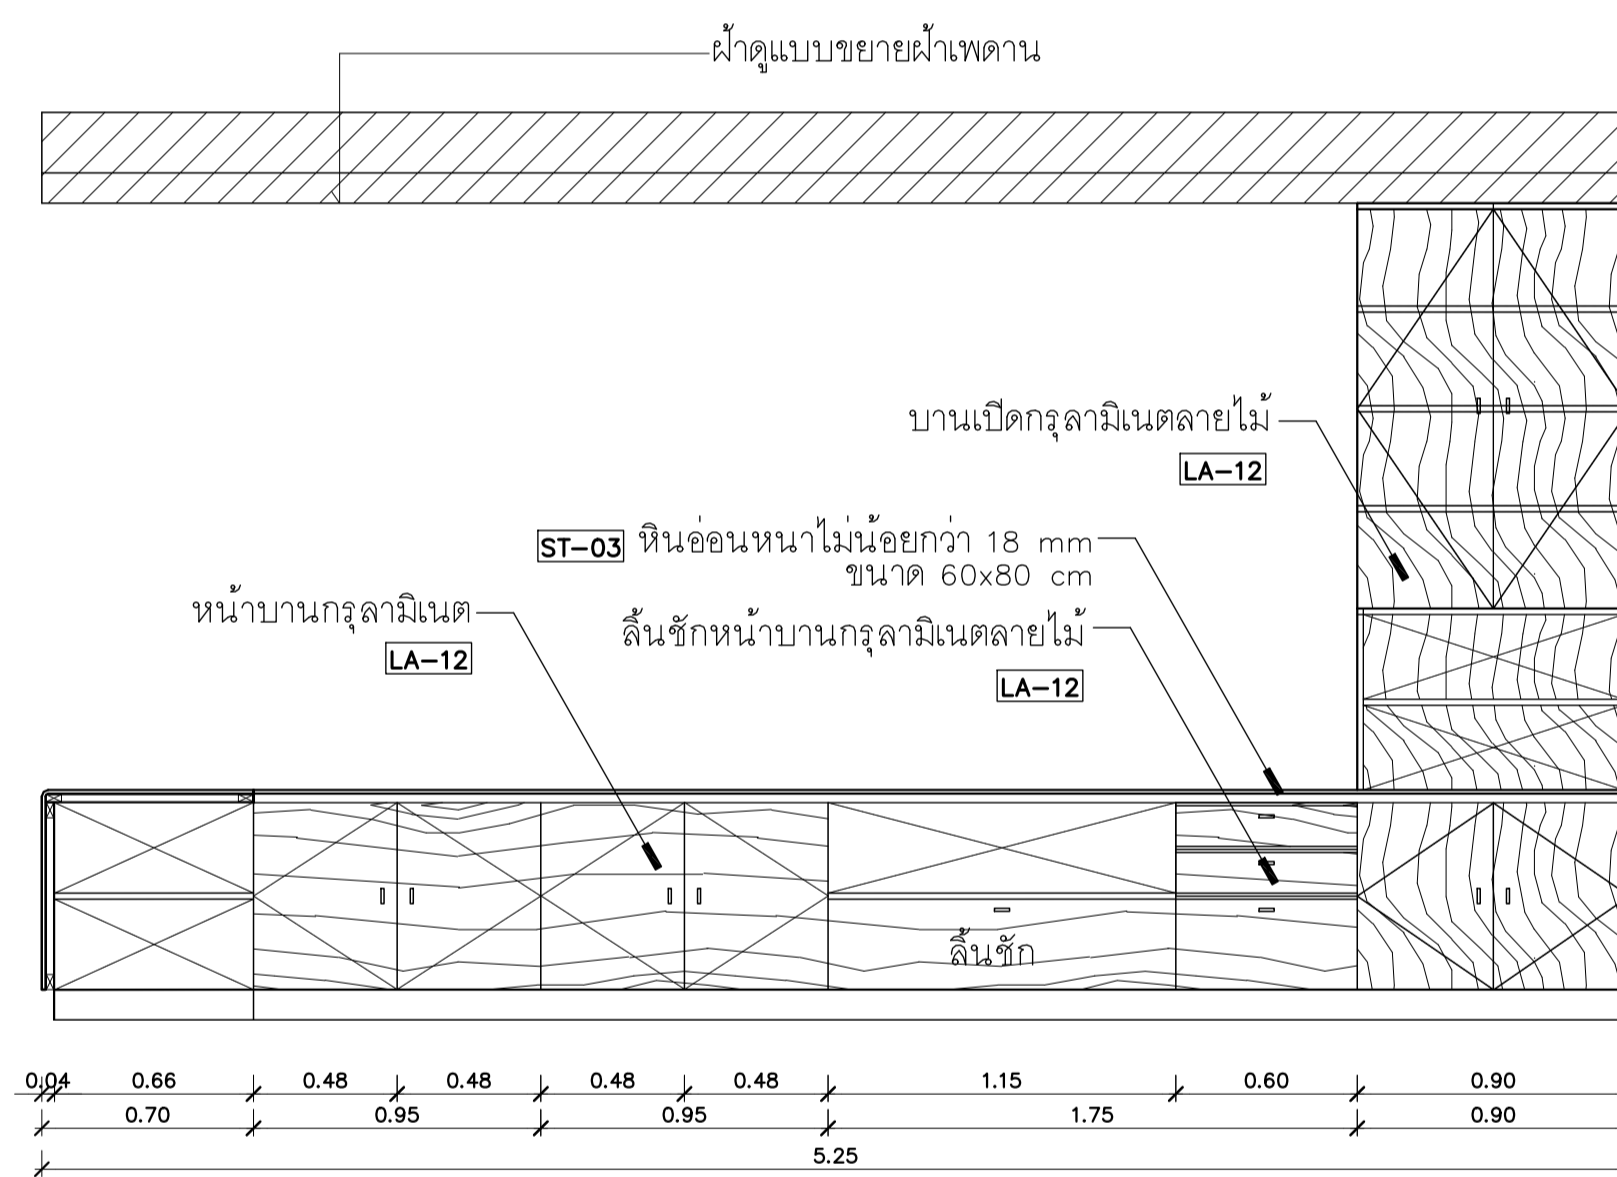 ฝ้าดูแบบขยายฝ้าเพดาน
บานเปิดกรุลามิเนตลายไม้
LA-12
ST-03 หินอ่อนหนาไม่น้อยกว่า 18 mm
ขนาด 60x80 cm
หน้าบานกรุลามิเนต
LA-12
ลิ้นชักหน้าบานกรุลามิเนตลายไม้
LA-12
ลิ้นชัก
0.04 0.66 0.48 0.48 0.48 0.48 1.15 0.60 0.90
0.70 0.95 0.95 1.75 0.90
5.25